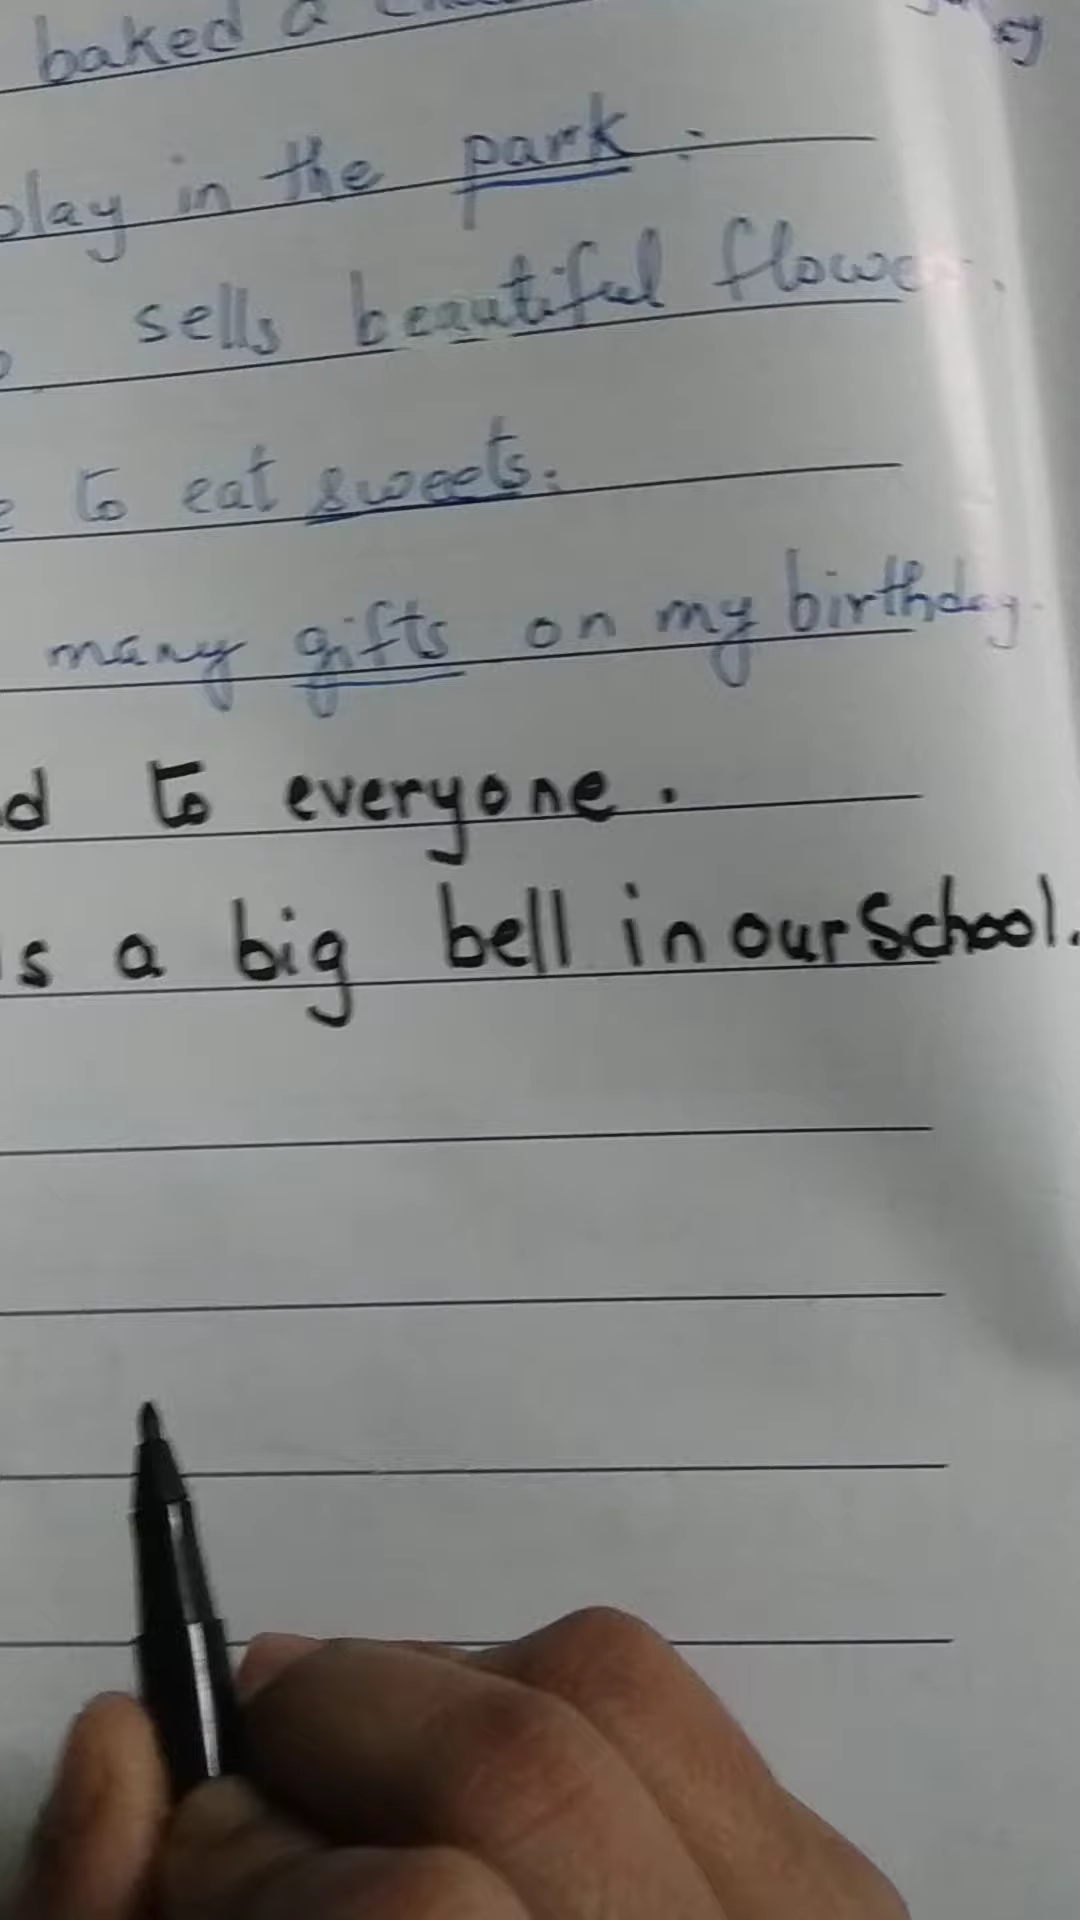 baked a
play in the park.
sells beautiful flower.
to eat sweets.
many gifts on my birthday.
to everyone.
a big bell in our School.